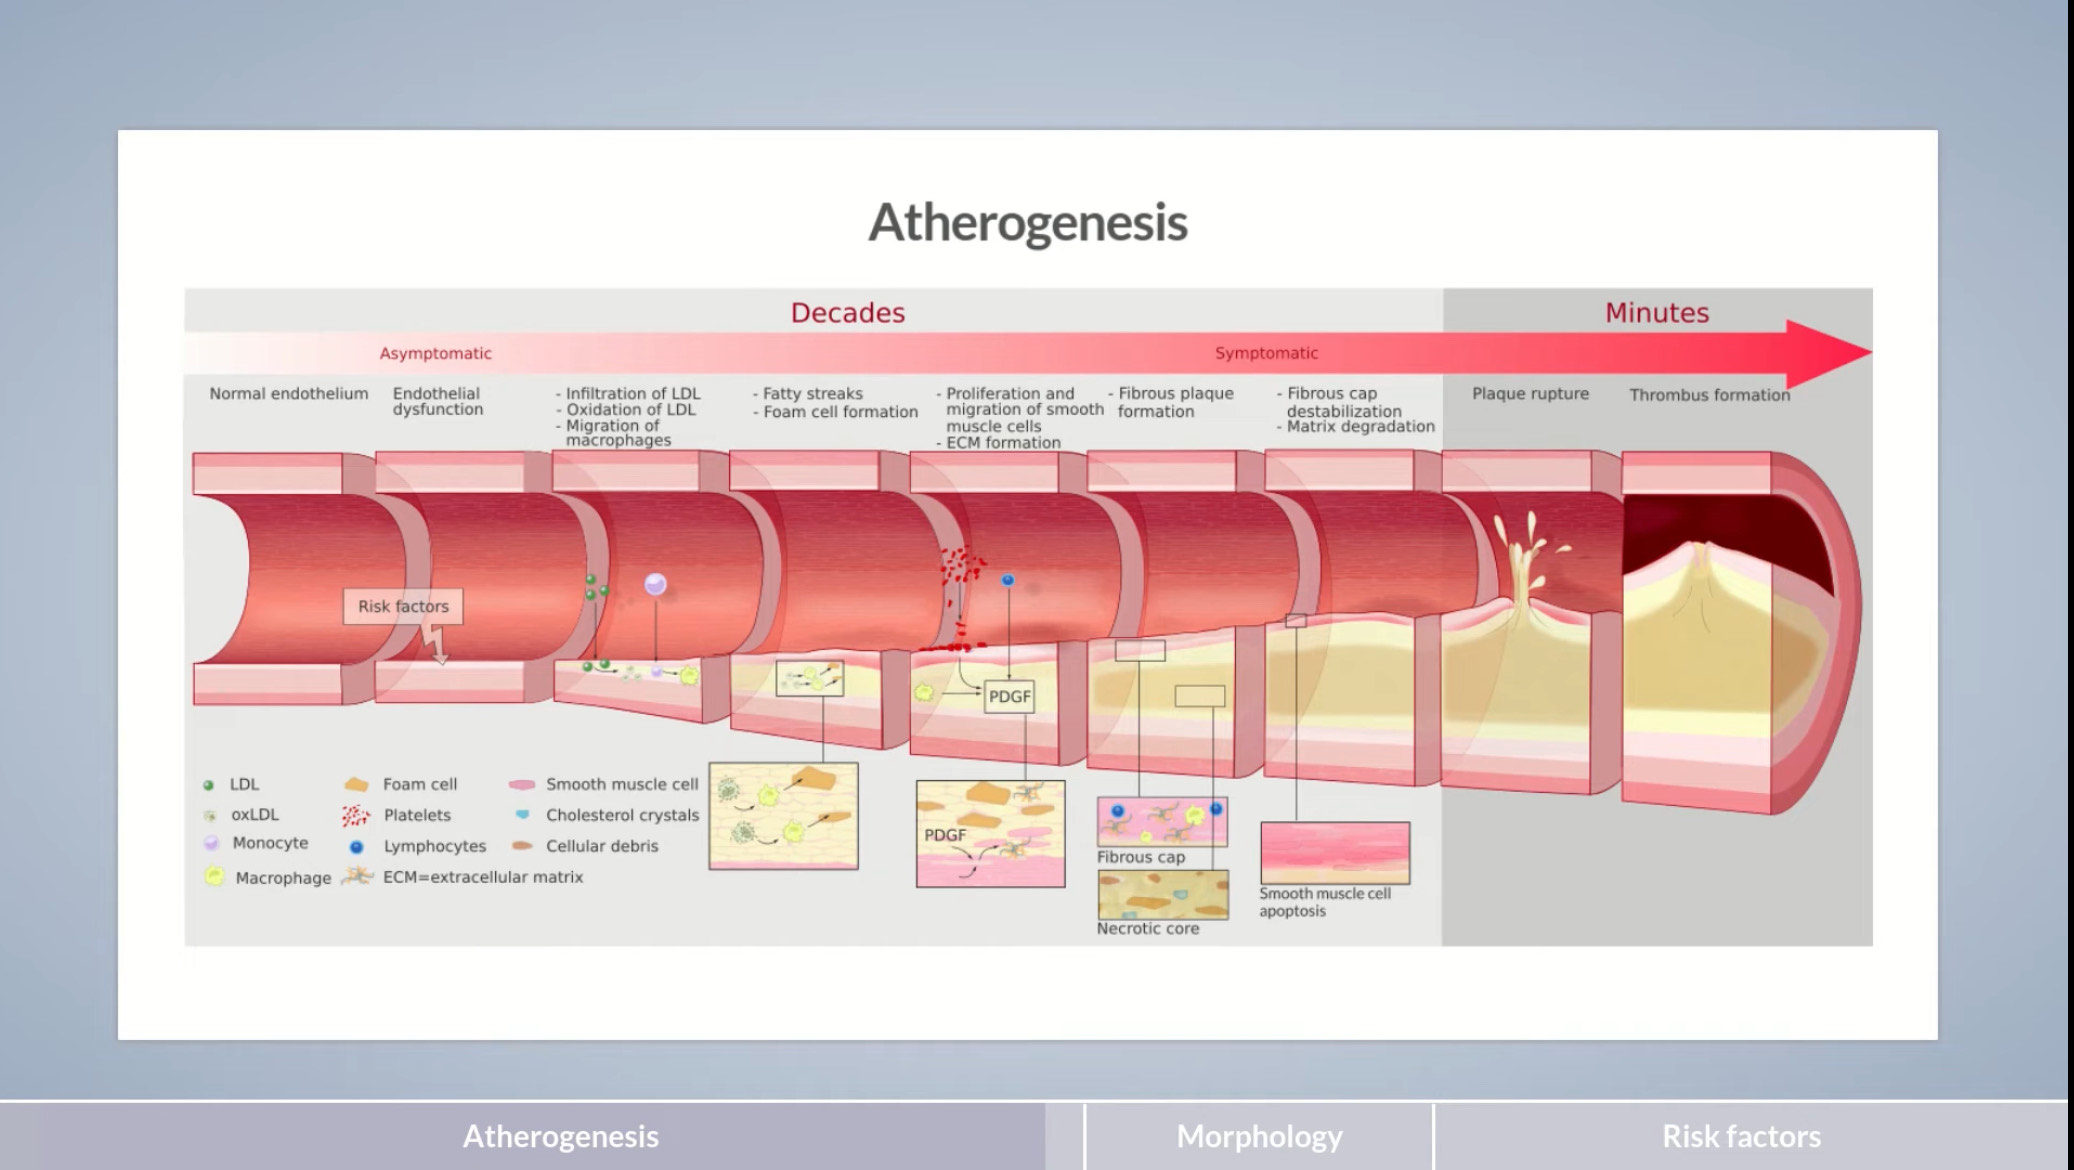 Atherogenesis
Decades
Minutes
Asymptomatic
Symptomatic
Normal endothelium
Endothelial
dysfunction
- Infiltration of LDL
- Oxidation of LDL
- Migration of
macrophages
- Fatty streaks
- Foam cell formation
- Proliferation and
migration of smooth
muscle cells
- ECM formation
- Fibrous plaque
formation
- Fibrous cap
destabilization
- Matrix degradation
Plaque rupture
Thrombus formation
Risk factors
PDGF
LDL
oxLDL
Monocyte
Macrophage
Foam cell
Platelets
Lymphocytes
ECM=extracellular matrix
Smooth muscle cell
Cholesterol crystals
Cellular debris
PDGF
Fibrous cap
Necrotic core
Smooth muscle cell
apoptosis
Atherogenesis
Morphology
Risk factors